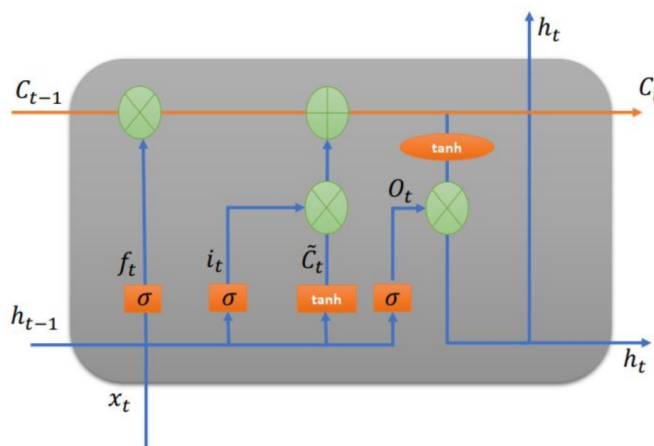 h_t
C_{t-1}
C_t
tanh
O_t
f_t
i_t
C̃_t
σ
σ
tanh
σ
h_{t-1}
h_t
x_t